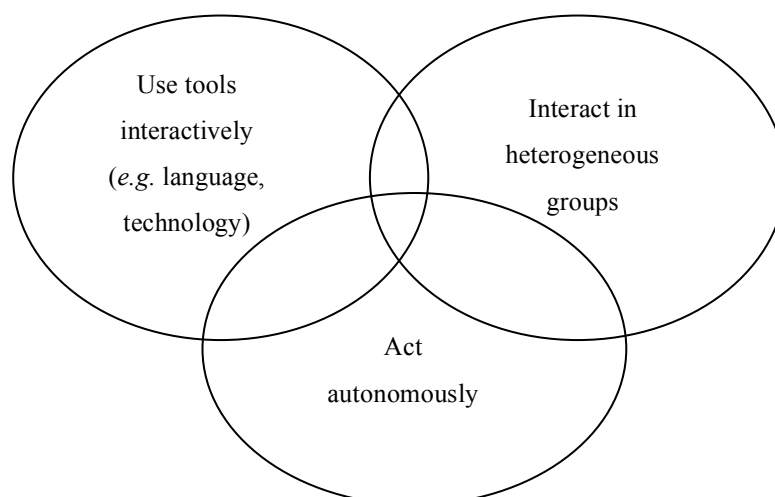 Use tools
interactively
(e.g. language,
technology)
Interact in
heterogeneous
groups
Act
autonomously